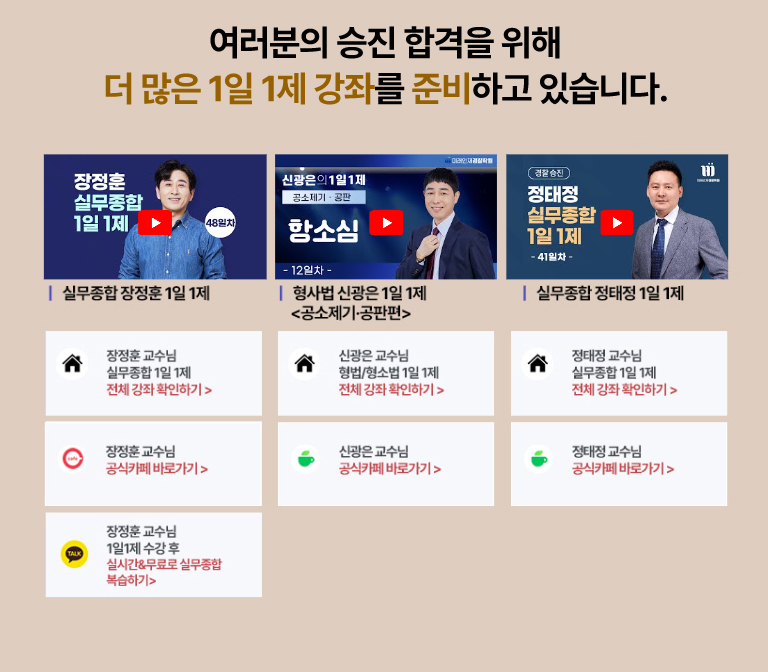 여러분의 승진 합격을 위해
더 많은 1일 1제 강좌를 준비하고 있습니다.
장정훈
실무종합
1일 1제
48일차
미래인재경찰학원
신광은의 1일 1제
공소제기 · 공판
항소심
- 12일차 -
경찰 승진
정태정
실무종합
1일 1제
- 41일차 -
실무종합 장정훈 1일 1제
형사법 신광은 1일 1제
<공소제기·공판편>
실무종합 정태정 1일 1제
장정훈 교수님
실무종합 1일 1제
전체 강좌 확인하기 >
신광은 교수님
형법/형소법 1일 1제
전체 강좌 확인하기 >
정태정 교수님
실무종합 1일 1제
전체 강좌 확인하기 >
cafe
장정훈 교수님
공식카페 바로가기 >
신광은 교수님
공식카페 바로가기 >
정태정 교수님
공식카페 바로가기 >
TALK
장정훈 교수님
1일1제 수강 후
실시간&무료로 실무종합
복습하기>